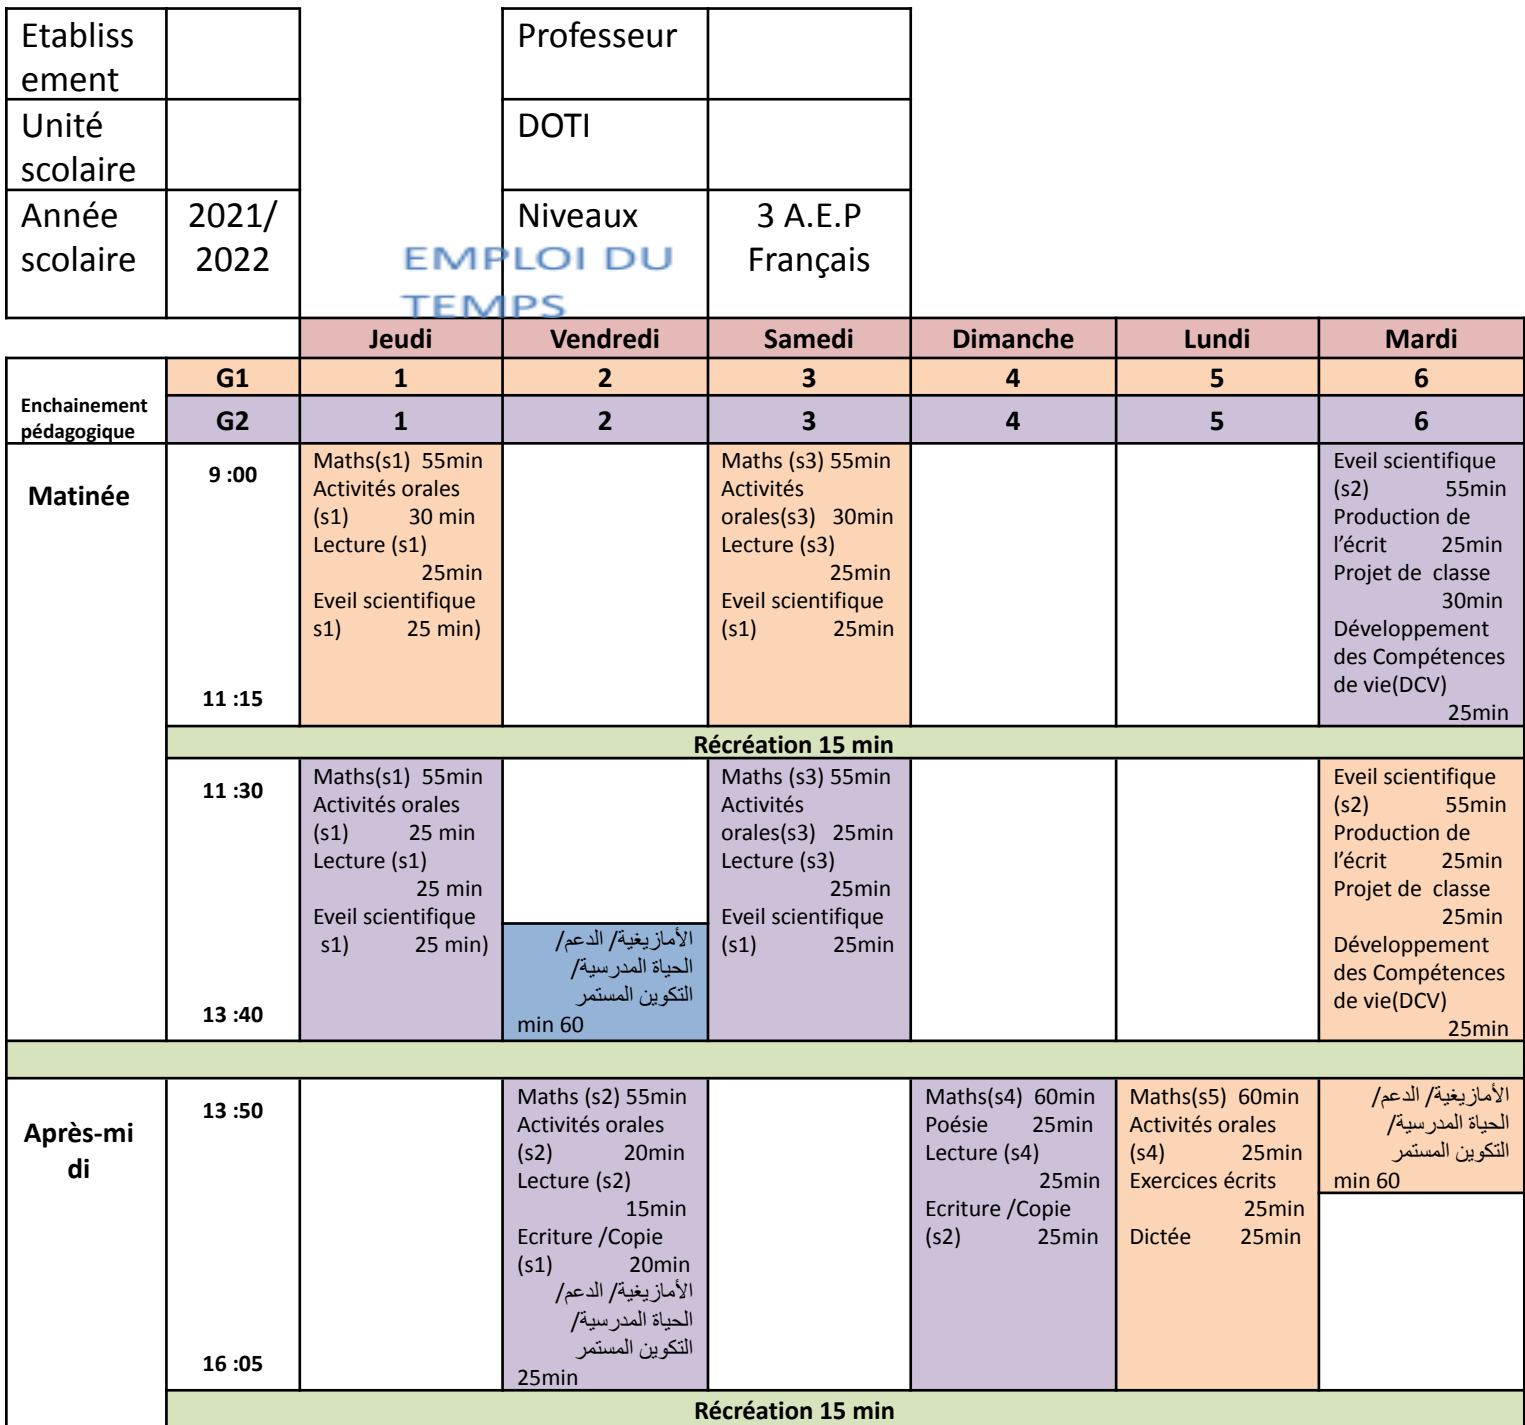 Etabliss
ement
Professeur
Unité
scolaire
DOTI
Année
scolaire
2021/
2022
Niveaux
3 A.E.P
Français
EMPLOI DU
TEMPS
Jeudi Vendredi Samedi Dimanche Lundi Mardi
Enchainement
pédagogique
G1 1 2 3 4 5 6
G2 1 2 3 4 5 6
Matinée
9 :00
11 :15
Maths(s1) 55min
Activités orales
(s1) 30 min
Lecture (s1)
25min
Eveil scientifique
s1) 25 min)
Maths (s3) 55min
Activités
orales(s3) 30min
Lecture (s3)
25min
Eveil scientifique
(s1) 25min
Eveil scientifique
(s2) 55min
Production de
l’écrit 25min
Projet de classe
30min
Développement
des Compétences
de vie(DCV)
25min
Récréation 15 min
11 :30
13 :40
Maths(s1) 55min
Activités orales
(s1) 25 min
Lecture (s1)
25 min
Eveil scientifique
s1) 25 min)
الأمازيغية/ الدعم/
الحياة المدرسية/
التكوين المستمر
min 60
Maths (s3) 55min
Activités
orales(s3) 25min
Lecture (s3)
25min
Eveil scientifique
(s1) 25min
Eveil scientifique
(s2) 55min
Production de
l’écrit 25min
Projet de classe
25min
Développement
des Compétences
de vie(DCV)
25min
Après-mi
di
13 :50
16 :05
Maths (s2) 55min
Activités orales
(s2) 20min
Lecture (s2)
15min
Ecriture /Copie
(s1) 20min
الأمازيغية/ الدعم/
الحياة المدرسية/
التكوين المستمر
25min
Maths(s4) 60min
Poésie 25min
Lecture (s4)
25min
Ecriture /Copie
(s2) 25min
Maths(s5) 60min
Activités orales
(s4) 25min
Exercices écrits
25min
Dictée 25min
الأمازيغية/ الدعم/
الحياة المدرسية/
التكوين المستمر
min 60
Récréation 15 min